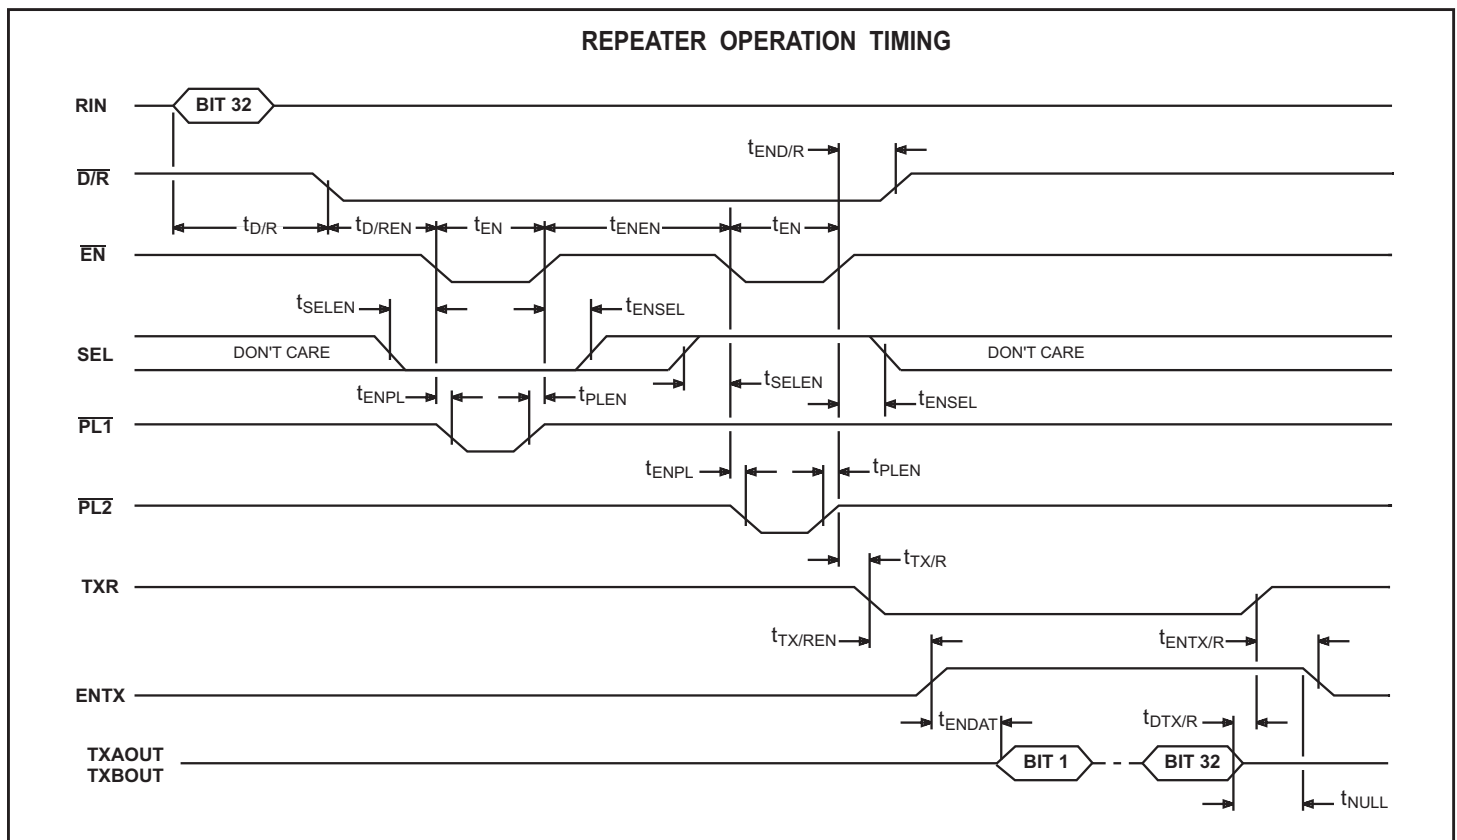 REPEATER OPERATION TIMING
RIN
BIT 32
tEND/R
D/R
tD/R
tD/REN
tEN
tENEN
tEN
EN
tSELEN
tENSEL
SEL
DON'T CARE
DON'T CARE
tSELEN
tENPL
tPLEN
tENSEL
PL1
tENPL
tPLEN
PL2
tTX/R
TXR
tTX/REN
tENTX/R
ENTX
tENDAT
tDTX/R
TXAOUT
TXBOUT
BIT 1
BIT 32
tNULL